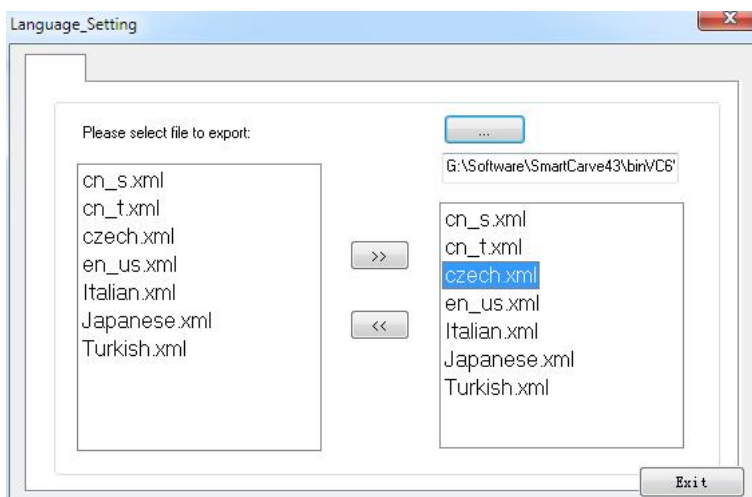 Language_Setting
Please select file to export:
cn_s.xml
cn_t.xml
czech.xml
en_us.xml
Italian.xml
Japanese.xml
Turkish.xml
>>
<<
...
G:\Software\SmartCarve43\binVC6'
cn_s.xml
cn_t.xml
czech.xml
en_us.xml
Italian.xml
Japanese.xml
Turkish.xml
Exit